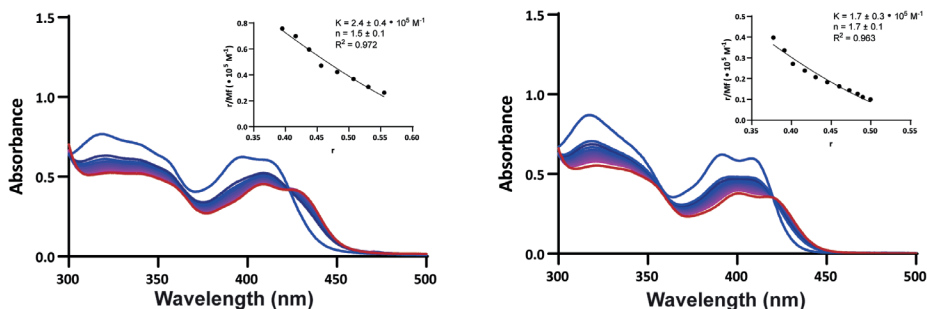 1.5
1.0
0.5
0.0
Absorbance
300
350
400
450
500
Wavelength (nm)
K = 2.4 ± 0.4 • 10⁵ M⁻¹
n = 1.5 ± 0.1
R² = 0.972
0.8
0.6
0.4
0.2
0.0
r/Mf (• 10⁵ M⁻¹)
0.35
0.40
0.45
0.50
0.55
0.60
r
1.5
1.0
0.5
0.0
Absorbance
300
350
400
450
500
Wavelength (nm)
K = 1.7 ± 0.3 • 10⁵ M⁻¹
n = 1.7 ± 0.1
R² = 0.963
0.5
0.4
0.3
0.2
0.1
0.0
r/Mf (• 10⁵ M⁻¹)
0.35
0.40
0.45
0.50
0.55
r